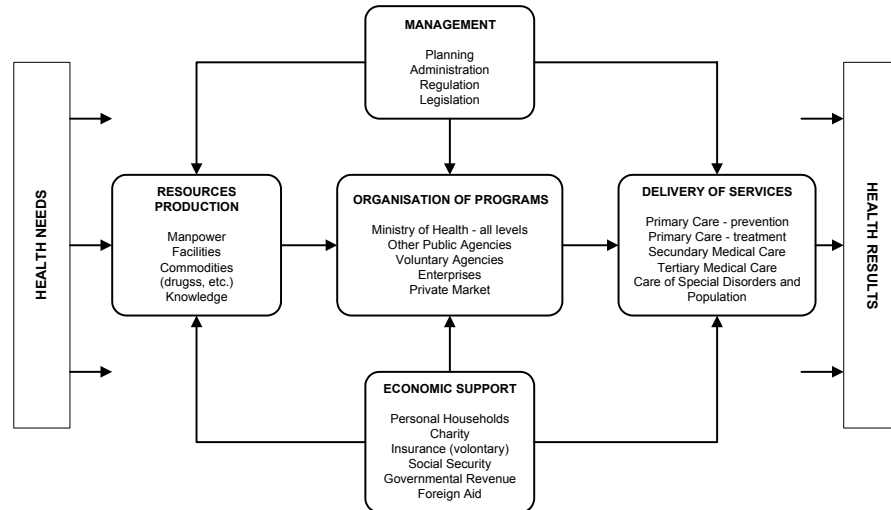 MANAGEMENT
Planning
Administration
Regulation
Legislation
HEALTH NEEDS
RESOURCES
PRODUCTION
Manpower
Facilities
Commodities
(drugss, etc.)
Knowledge
ORGANISATION OF PROGRAMS
Ministry of Health - all levels
Other Public Agencies
Voluntary Agencies
Enterprises
Private Market
DELIVERY OF SERVICES
Primary Care - prevention
Primary Care - treatment
Secundary Medical Care
Tertiary Medical Care
Care of Special Disorders and
Population
HEALTH RESULTS
ECONOMIC SUPPORT
Personal Households
Charity
Insurance (volontary)
Social Security
Governmental Revenue
Foreign Aid